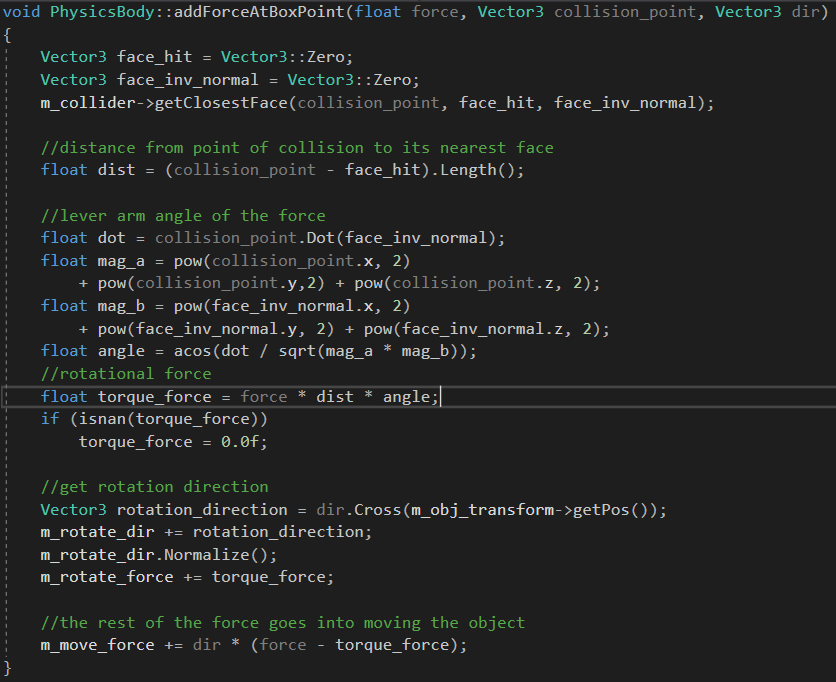 void PhysicsBody::addForceAtBoxPoint(float force, Vector3 collision_point, Vector3 dir)
{
Vector3 face_hit = Vector3::Zero;
Vector3 face_inv_normal = Vector3::Zero;
m_collider->getClosestFace(collision_point, face_hit, face_inv_normal);
//distance from point of collision to its nearest face
float dist = (collision_point - face_hit).Length();
//lever arm angle of the force
float dot = collision_point.Dot(face_inv_normal);
float mag_a = pow(collision_point.x, 2)
+ pow(collision_point.y,2) + pow(collision_point.z, 2);
float mag_b = pow(face_inv_normal.x, 2)
+ pow(face_inv_normal.y, 2) + pow(face_inv_normal.z, 2);
float angle = acos(dot / sqrt(mag_a * mag_b));
//rotational force
float torque_force = force * dist * angle;
if (isnan(torque_force))
torque_force = 0.0f;
//get rotation direction
Vector3 rotation_direction = dir.Cross(m_obj_transform->getPos());
m_rotate_dir += rotation_direction;
m_rotate_dir.Normalize();
m_rotate_force += torque_force;
//the rest of the force goes into moving the object
m_move_force += dir * (force - torque_force);
}